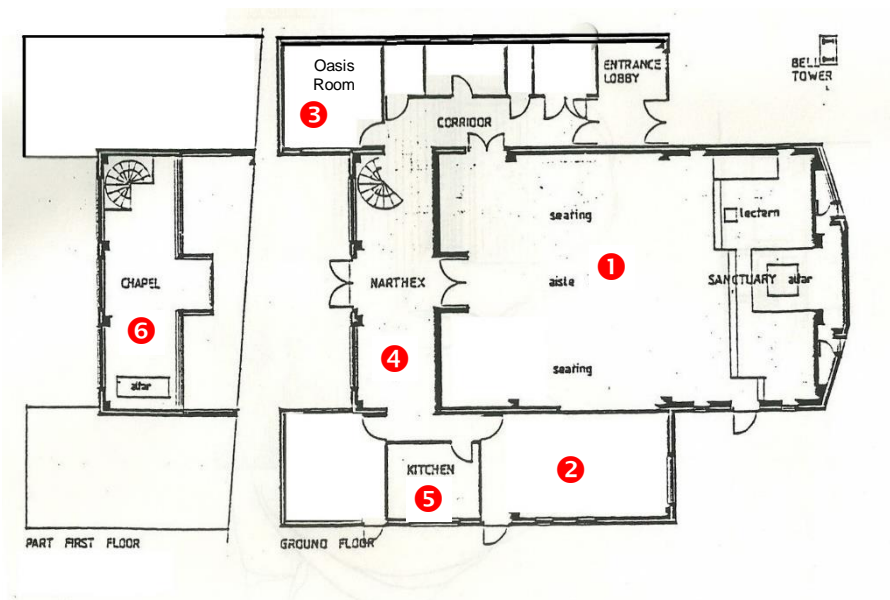 Oasis
Room
3
ENTRANCE
LOBBY
BELL
TOWER
CORRIDOR
seating
lectern
1
CHAPEL
NARTHEX
aisle
SANCTUARY
altar
6
4
seating
altar
KITCHEN
2
5
PART FIRST FLOOR
GROUND FLOOR